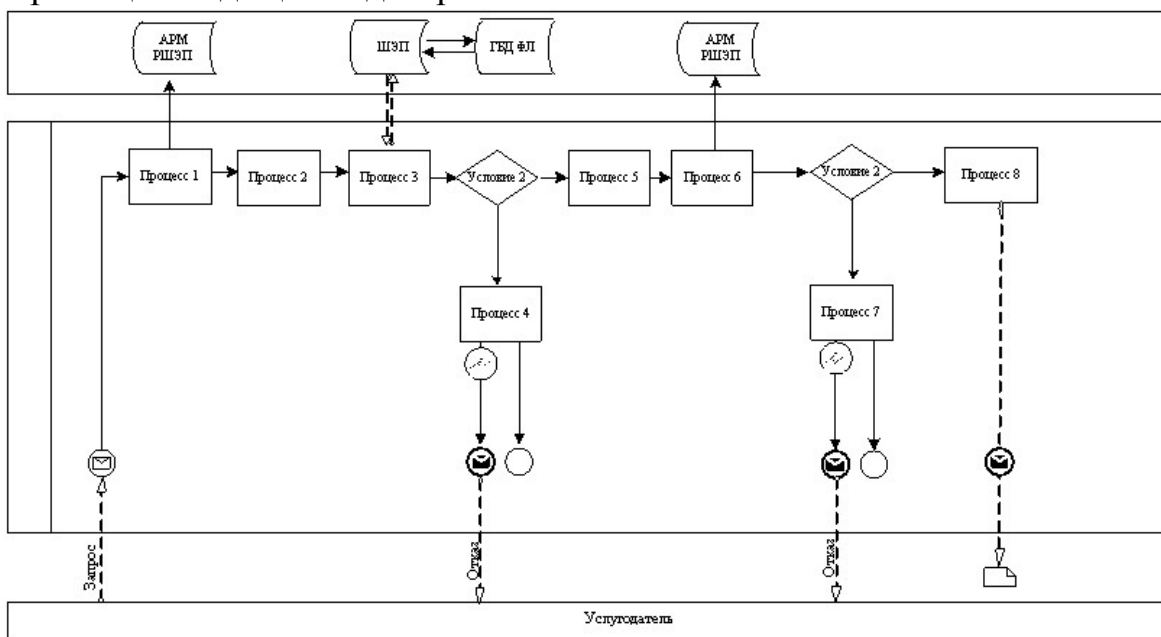 АРМ
РШЭП
ШЭП
ГБД ФЛ
АРМ
РШЭП
Процесс 1
Процесс 2
Процесс 3
Условие 2
Процесс 5
Процесс 6
Условие 2
Процесс 8
Процесс 4
Процесс 7
Запрос
Отказ
Отказ
Услугодатель